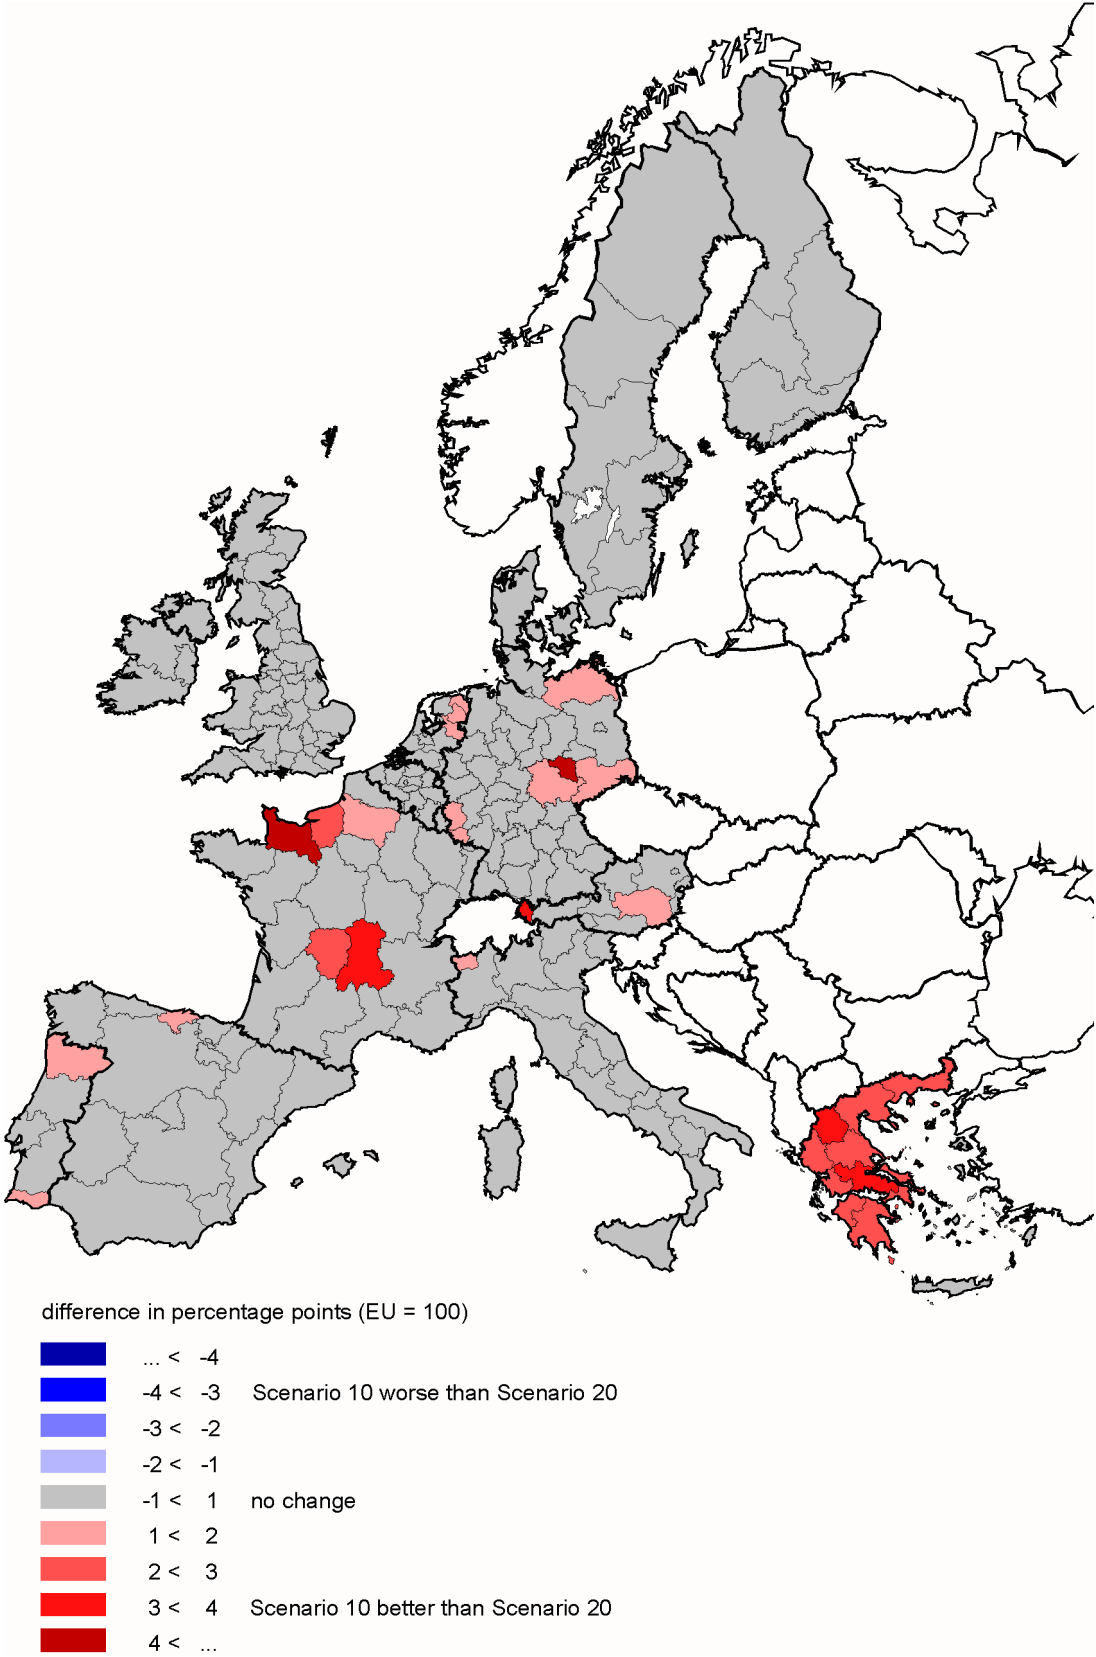 difference in percentage points (EU = 100)
... < -4
-4 < -3 Scenario 10 worse than Scenario 20
-3 < -2
-2 < -1
-1 < 1 no change
1 < 2
2 < 3
3 < 4 Scenario 10 better than Scenario 20
4 < ...